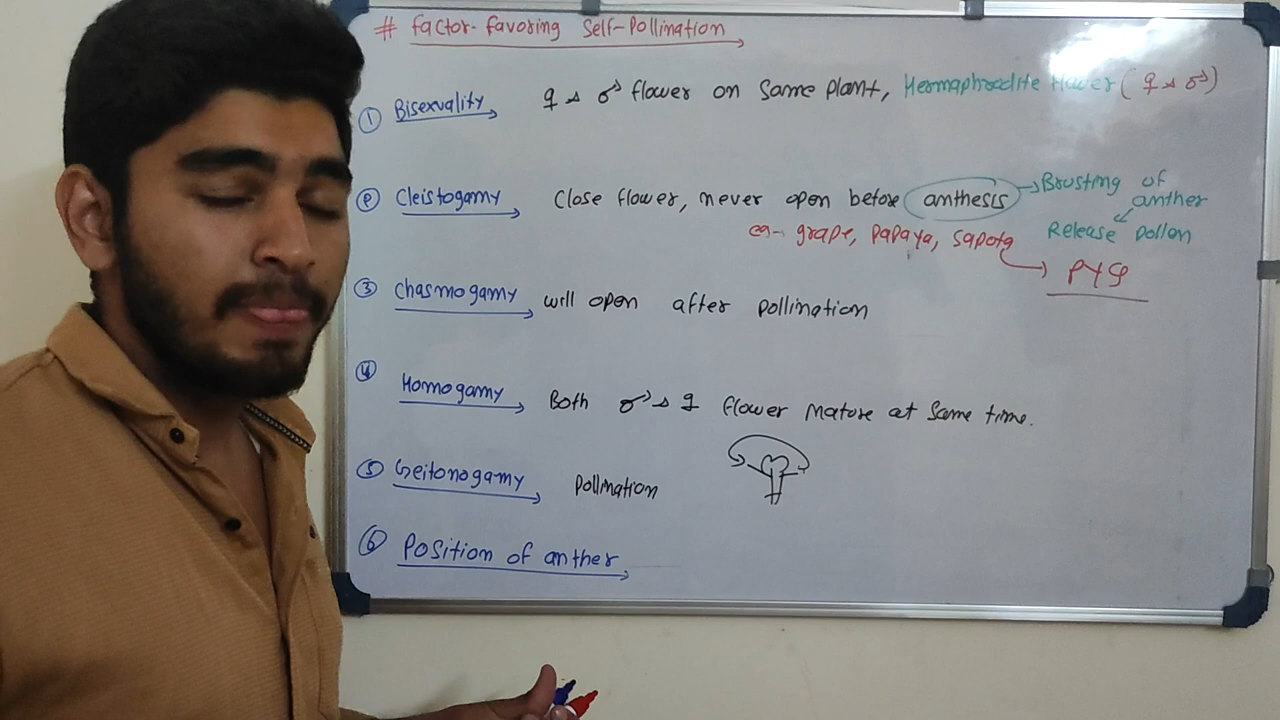 # factor favoring Self-Pollination
① Bisexuality ♀ & ♂ flower on Same plant, Hermaphrodite flower (♀ & ♂)
② Cleistogamy Close flower, never open before anthesis → Brusting of anther
eg- grape, Papaya, Sapota → PYQ Release Pollen
③ Chasmogamy will open after pollination
④ Homogamy Both ♂ & ♀ flower Mature at Same time.
⑤ Geitonogamy Pollination
⑥ Position of anther